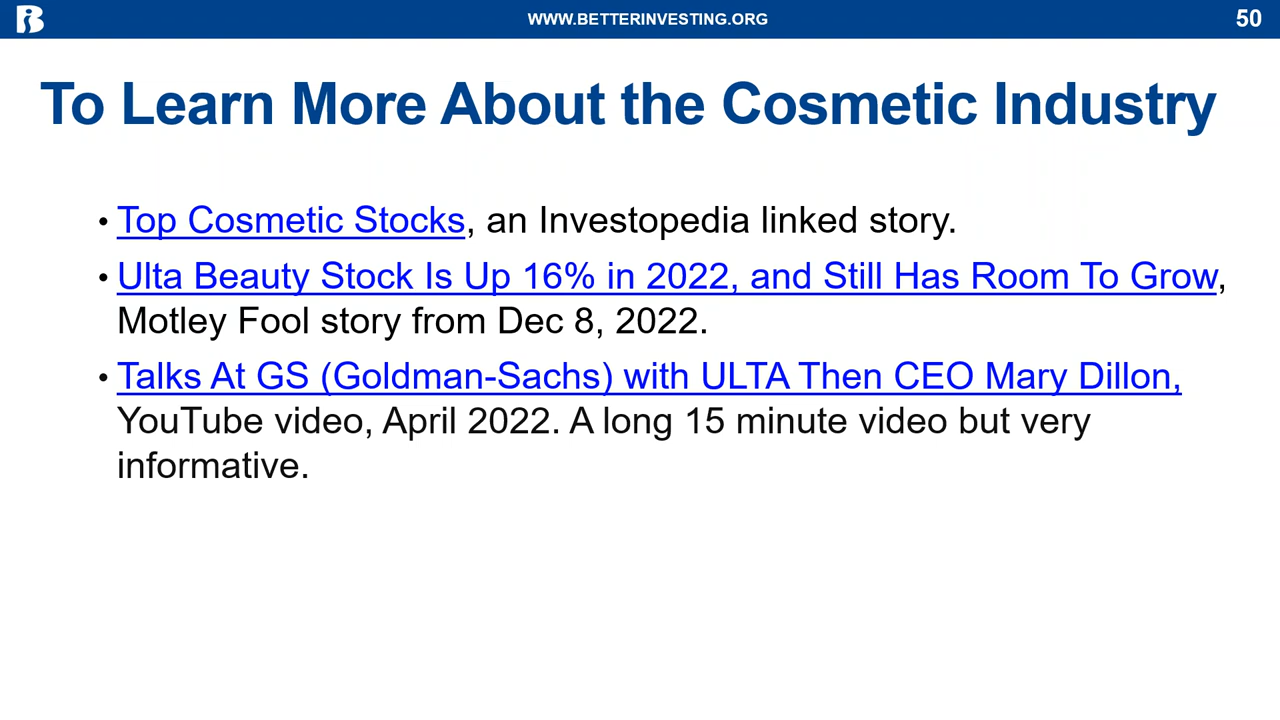 WWW.BETTERINVESTING.ORG
50
To Learn More About the Cosmetic Industry
• Top Cosmetic Stocks, an Investopedia linked story.
• Ulta Beauty Stock Is Up 16% in 2022, and Still Has Room To Grow,
Motley Fool story from Dec 8, 2022.
• Talks At GS (Goldman-Sachs) with ULTA Then CEO Mary Dillon,
YouTube video, April 2022. A long 15 minute video but very
informative.